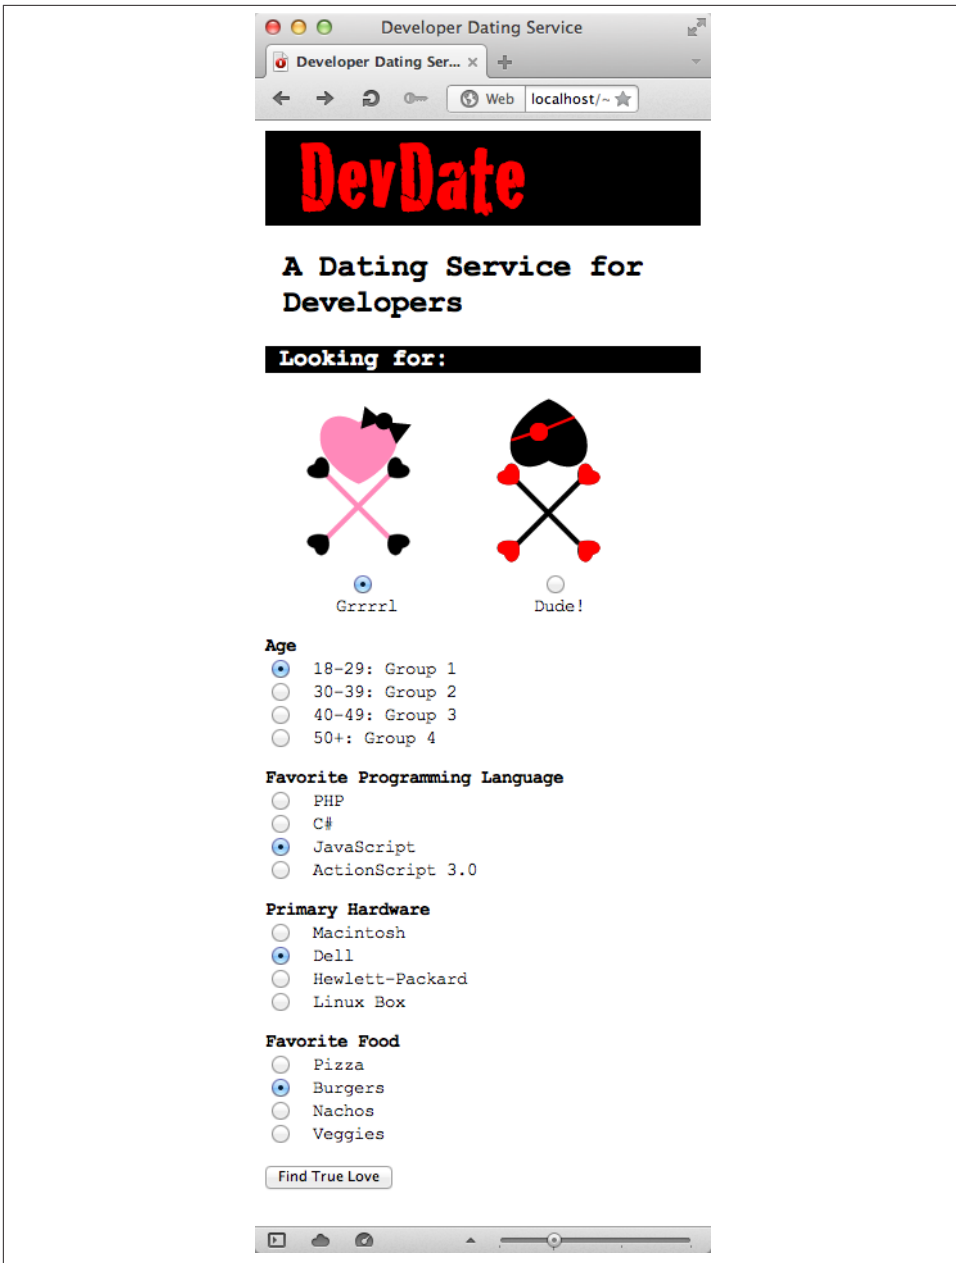 Developer Dating Service
Developer Dating Ser...
Web localhost/~
DevDate
A Dating Service for
Developers
Looking for:
Grrrrl Dude!
Age
18-29: Group 1
30-39: Group 2
40-49: Group 3
50+: Group 4
Favorite Programming Language
PHP
C#
JavaScript
ActionScript 3.0
Primary Hardware
Macintosh
Dell
Hewlett-Packard
Linux Box
Favorite Food
Pizza
Burgers
Nachos
Veggies
Find True Love